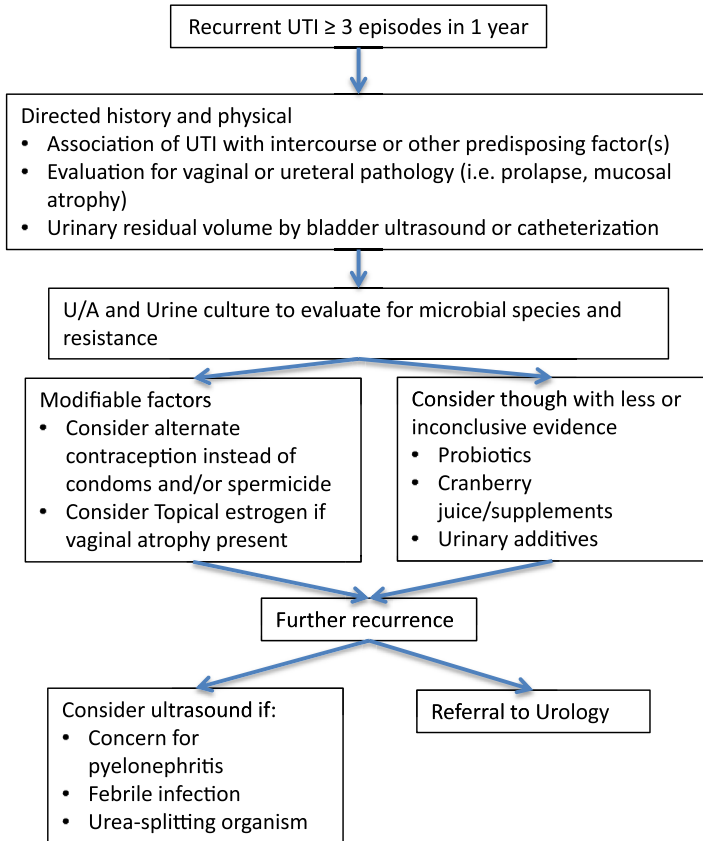 Recurrent UTI ≥ 3 episodes in 1 year
Directed history and physical
• Association of UTI with intercourse or other predisposing factor(s)
• Evaluation for vaginal or ureteral pathology (i.e. prolapse, mucosal
atrophy)
• Urinary residual volume by bladder ultrasound or catheterization
U/A and Urine culture to evaluate for microbial species and
resistance
Modifiable factors
• Consider alternate
contraception instead of
condoms and/or spermicide
• Consider Topical estrogen if
vaginal atrophy present
Consider though with less or
inconclusive evidence
• Probiotics
• Cranberry
juice/supplements
• Urinary additives
Further recurrence
Consider ultrasound if:
• Concern for
pyelonephritis
• Febrile infection
• Urea-splitting organism
Referral to Urology